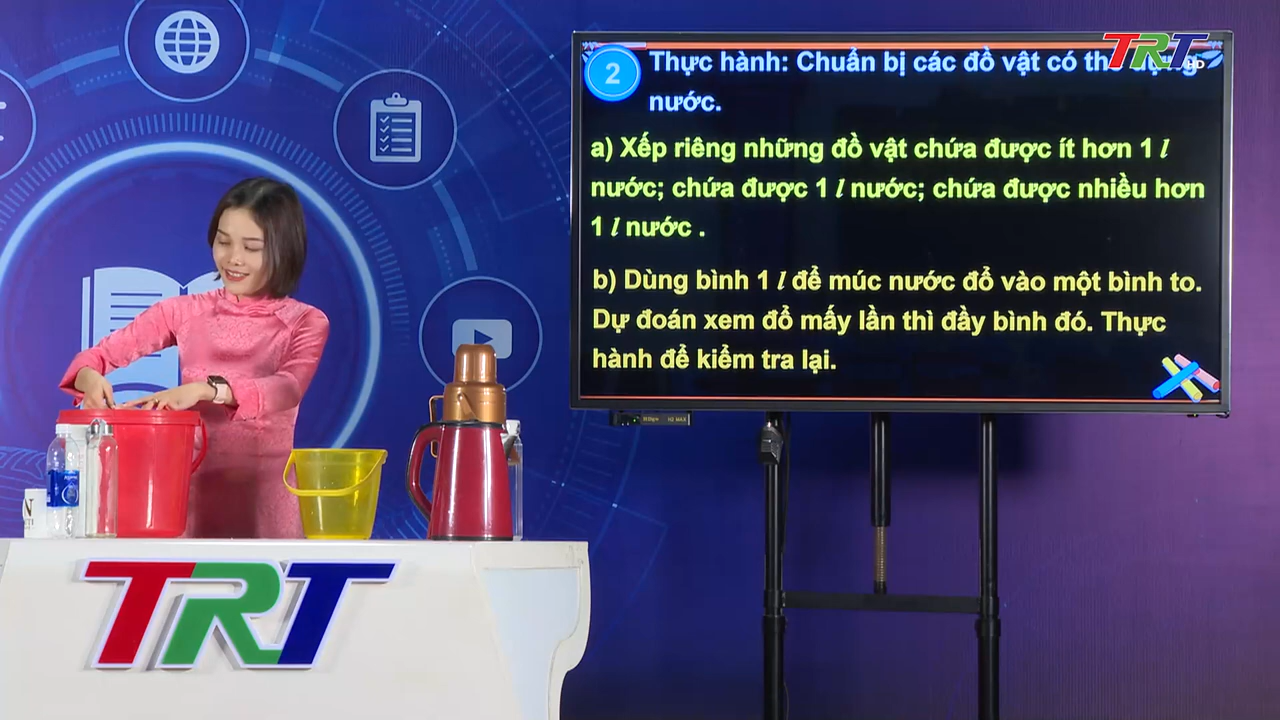 TRT HD
2
Thực hành: Chuẩn bị các đồ vật có
nước.
a) Xếp riêng những đồ vật chứa được ít hơn 1 l
nước; chứa được 1 l nước; chứa được nhiều hơn
1 l nước .
b) Dùng bình 1 l để múc nước đổ vào một bình to.
Dự đoán xem đổ mấy lần thì đầy bình đó. Thực
hành để kiểm tra lại.
N
TRT